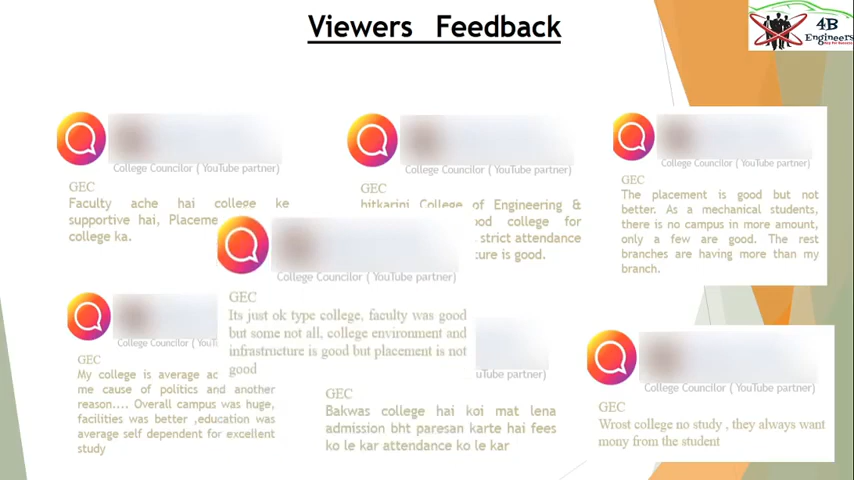 Viewers Feedback
4B
Engineers
College Councilor ( YouTube partner)
GEC
Faculty ache hai college ke
supportive hai, Placeme
college ka.
College Councilor ( YouTube partner)
GEC
hitkarini College of Engineering &
ood college for
strict attendance
ture is good.
College Councilor ( YouTube partner)
GEC
The placement is good but not
better. As a mechanical students,
there is no campus in more amount,
only a few are good. The rest
branches are having more than my
branch.
College Councilor ( YouTube partner)
GEC
Its just ok type college, faculty was good
but some not all, college environment and
infrastructure is good but placement is not
good
College Councilor ( YouT
GEC
My college is average ac
me cause of politics and another
reason.... Overall campus was huge,
facilities was better ,education was
average self dependent for excellent
study
uTube partner)
GEC
Bakwas college hai koi mat lena
admission bht paresan karte hai fees
ko le kar attendance ko le kar
College Councilor ( YouTube partner)
GEC
Wrost college no study , they always want
mony from the student